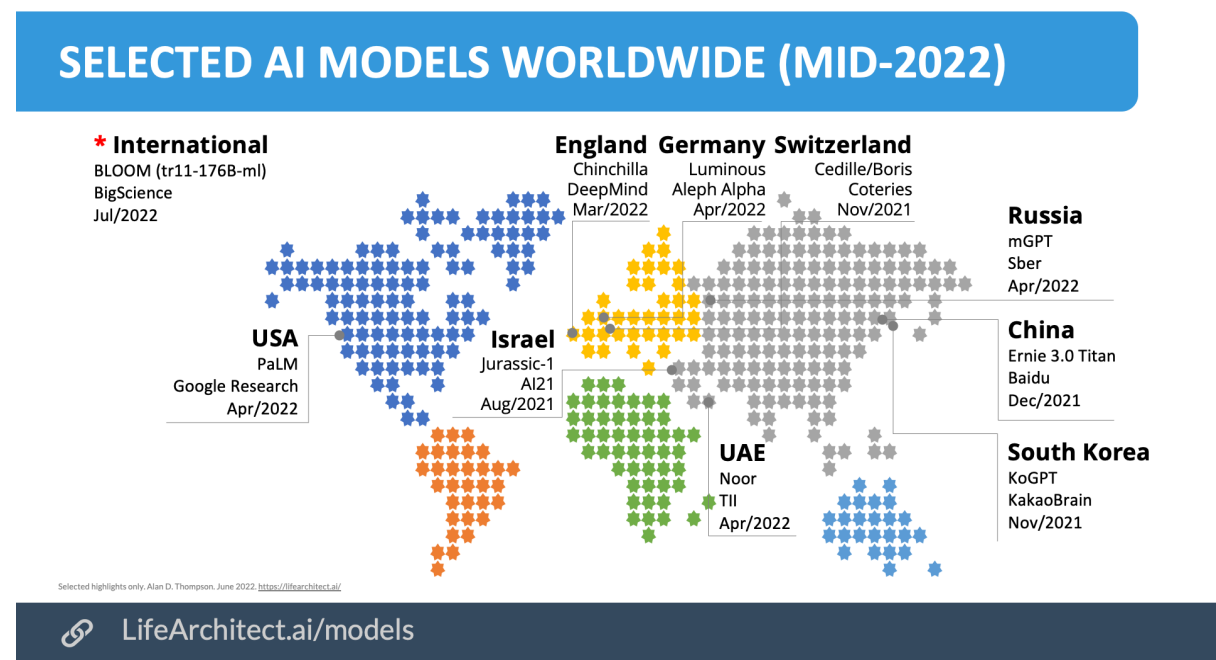 SELECTED AI MODELS WORLDWIDE (MID-2022)
* International
BLOOM (tr11-176B-ml)
BigScience
Jul/2022
England
Chinchilla
DeepMind
Mar/2022
Germany
Luminous
Aleph Alpha
Apr/2022
Switzerland
Cedille/Boris
Coteries
Nov/2021
Russia
mGPT
Sber
Apr/2022
USA
PaLM
Google Research
Apr/2022
Israel
Jurassic-1
AI21
Aug/2021
China
Ernie 3.0 Titan
Baidu
Dec/2021
UAE
Noor
TII
Apr/2022
South Korea
KoGPT
KakaoBrain
Nov/2021
Selected highlights only. Alan D. Thompson. June 2022. https://lifearchitect.ai/
LifeArchitect.ai/models